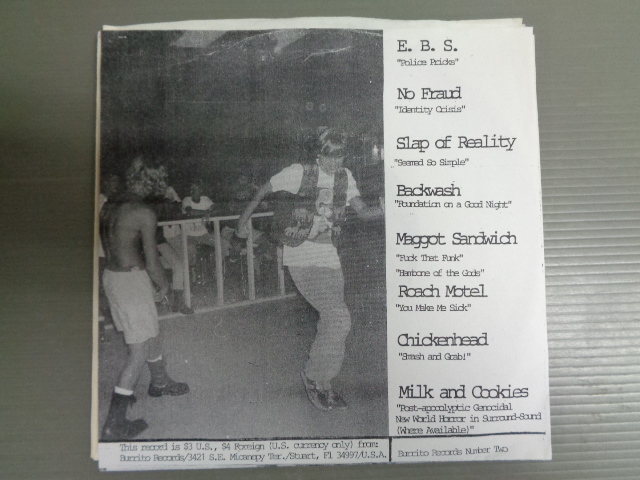 E. B. S.
"Police Pricks"
No Fraud
"Identity Crisis"
Slap of Reality
"Seemed So Simple"
Backwash
"Foundation on a Good Night"
Maggot Sandwich
"Fuck That Funk"
"Hambone of the Gods"
Roach Motel
"You Make Me Sick"
Chickenhead
"Smash and Grab!"
Milk and Cookies
"Post-apocolyptic Genocidal
New World Horror in Surround-Sound
(Where Available)"
This record is $3 U.S., $4 Foreign (U.S. currency only) from:
Burrito Records/3421 S.E. Micanopy Ter./Stuart, Fl 34997/U.S.A.
Burrito Records Number Two